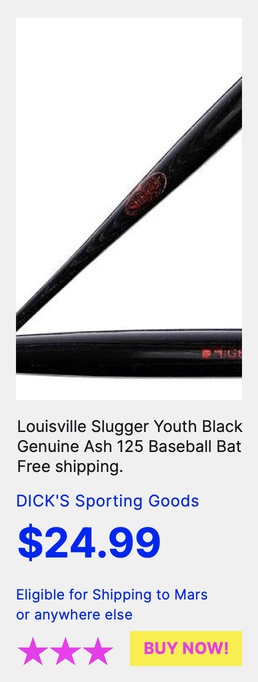 Louisville Slugger Youth Black
Genuine Ash 125 Baseball Bat
Free shipping.
DICK'S Sporting Goods
$24.99
Eligible for Shipping to Mars
or anywhere else
BUY NOW!